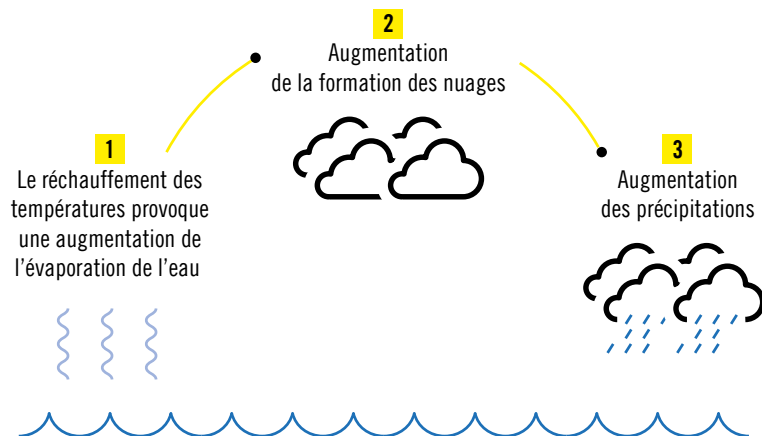 1
Le réchauffement des
températures provoque
une augmentation de
l'évaporation de l'eau
2
Augmentation
de la formation des nuages
3
Augmentation
des précipitations